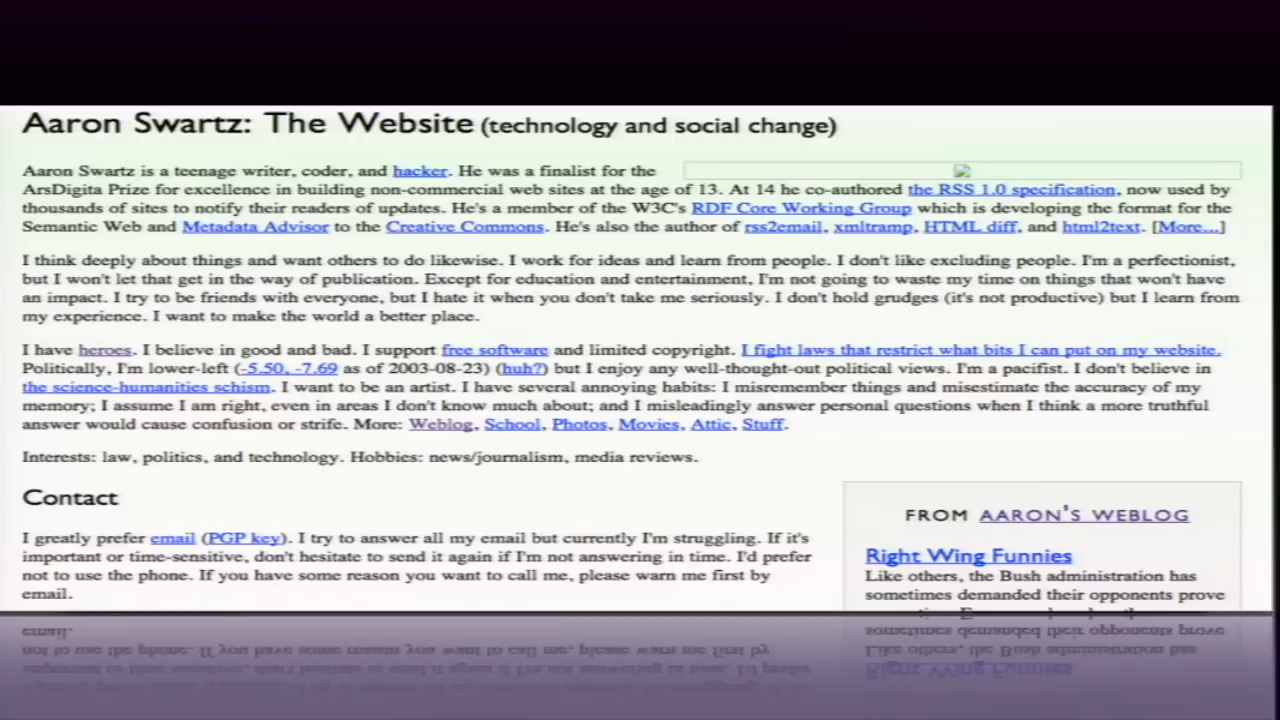 Aaron Swartz: The Website (technology and social change)
Aaron Swartz is a teenage writer, coder, and hacker. He was a finalist for the
ArsDigita Prize for excellence in building non-commercial web sites at the age of 13. At 14 he co-authored the RSS 1.0 specification, now used by
thousands of sites to notify their readers of updates. He's a member of the W3C's RDF Core Working Group which is developing the format for the
Semantic Web and Metadata Advisor to the Creative Commons. He's also the author of rss2email, xmltramp, HTML diff, and html2text. [More...]
I think deeply about things and want others to do likewise. I work for ideas and learn from people. I don't like excluding people. I'm a perfectionist,
but I won't let that get in the way of publication. Except for education and entertainment, I'm not going to waste my time on things that won't have
an impact. I try to be friends with everyone, but I hate it when you don't take me seriously. I don't hold grudges (it's not productive) but I learn from
my experience. I want to make the world a better place.
I have heroes. I believe in good and bad. I support free software and limited copyright. I fight laws that restrict what bits I can put on my website.
Politically, I'm lower-left (-5.50, -7.69 as of 2003-08-23) (huh?) but I enjoy any well-thought-out political views. I'm a pacifist. I don't believe in
the science-humanities schism. I want to be an artist. I have several annoying habits: I misremember things and misestimate the accuracy of my
memory; I assume I am right, even in areas I don't know much about; and I misleadingly answer personal questions when I think a more truthful
answer would cause confusion or strife. More: Weblog, School, Photos, Movies, Attic, Stuff.
Interests: law, politics, and technology. Hobbies: news/journalism, media reviews.
Contact
I greatly prefer email (PGP key). I try to answer all my email but currently I'm struggling. If it's
important or time-sensitive, don't hesitate to send it again if I'm not answering in time. I'd prefer
not to use the phone. If you have some reason you want to call me, please warn me first by
email.
FROM AARON'S WEBLOG
Right Wing Funnies
Like others, the Bush administration has
sometimes demanded their opponents prove